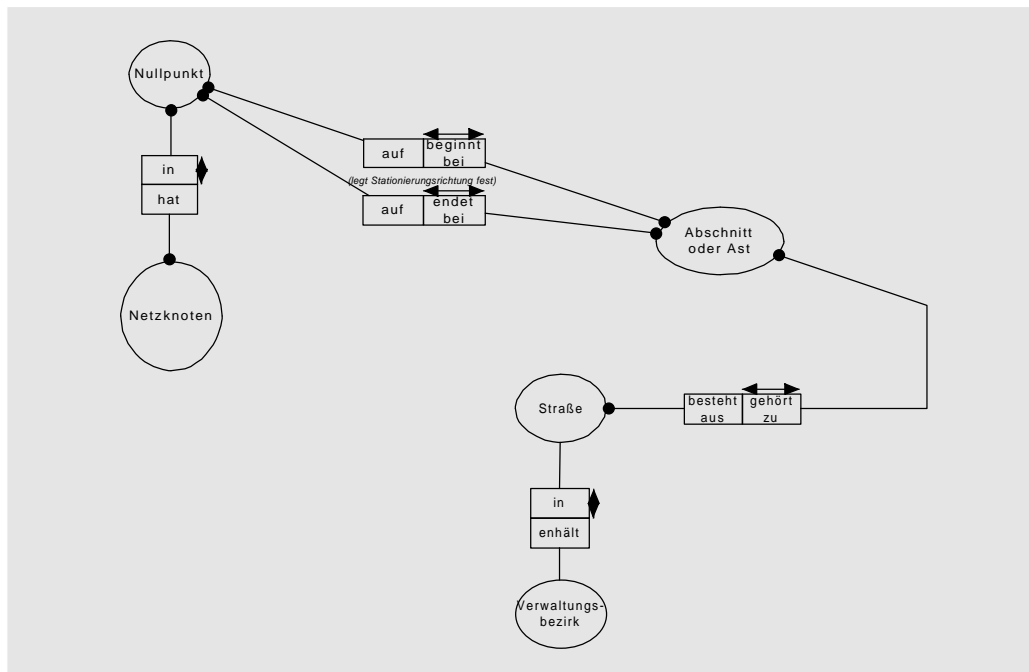 Nullpunkt
auf
beginnt
bei
in
hat
(legt Stationierungsrichtung fest)
auf
endet
bei
Abschnitt
oder Ast
Netzknoten
Straße
besteht
aus
gehört
zu
in
enhält
Verwaltungs-
bezirk